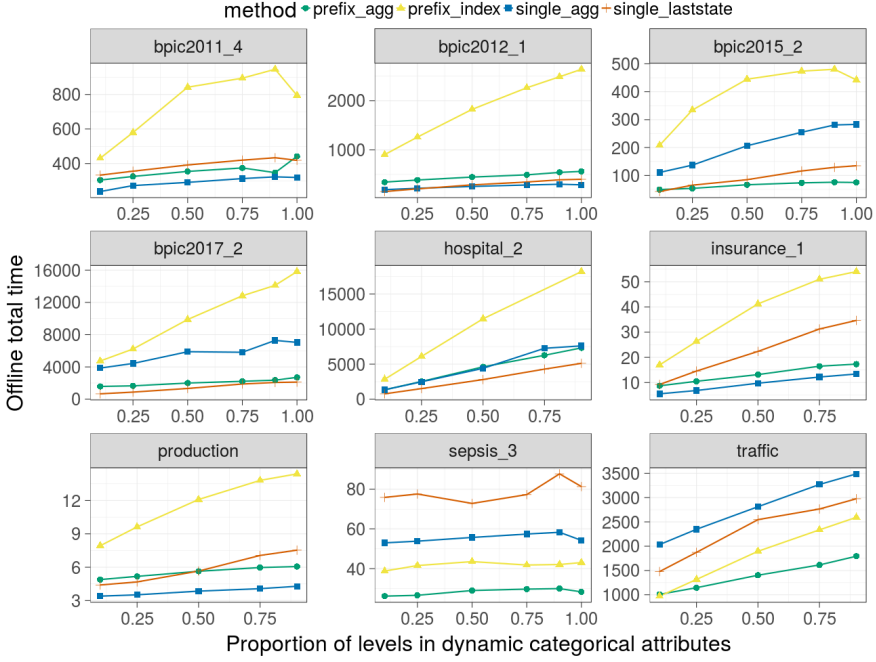 method prefix_agg prefix_index single_agg single_laststate
bpic2011_4 bpic2012_1 bpic2015_2
800
600
400
0.25 0.50 0.75 1.00
2000
1000
0.25 0.50 0.75 1.00
500
400
300
200
100
0.25 0.50 0.75 1.00
bpic2017_2 hospital_2 insurance_1
16000
12000
8000
4000
0
0.25 0.50 0.75 1.00
15000
10000
5000
0
0.25 0.50 0.75
50
40
30
20
10
0.25 0.50 0.75
production sepsis_3 traffic
12
9
6
3
0.25 0.50 0.75
80
60
40
0.25 0.50 0.75 1.00
3500
3000
2500
2000
1500
1000
0.25 0.50 0.75
Offline total time
Proportion of levels in dynamic categorical attributes